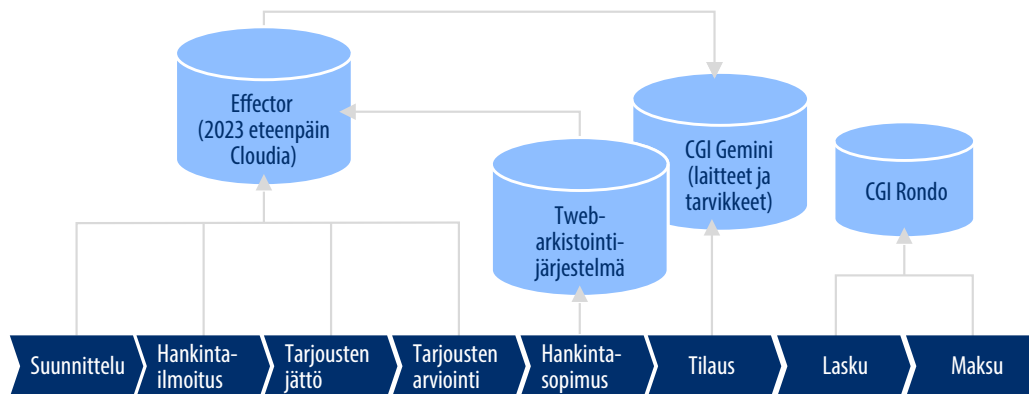 Effector
(2023 eteenpäin
Cloudia)
CGI Gemini
(laitteet ja
tarvikkeet)
CGI Rondo
Tweb-
arkistointi-
järjestelmä
Suunnittelu
Hankinta-
ilmoitus
Tarjousten
jättö
Tarjousten
arviointi
Hankinta-
sopimus
Tilaus
Lasku
Maksu